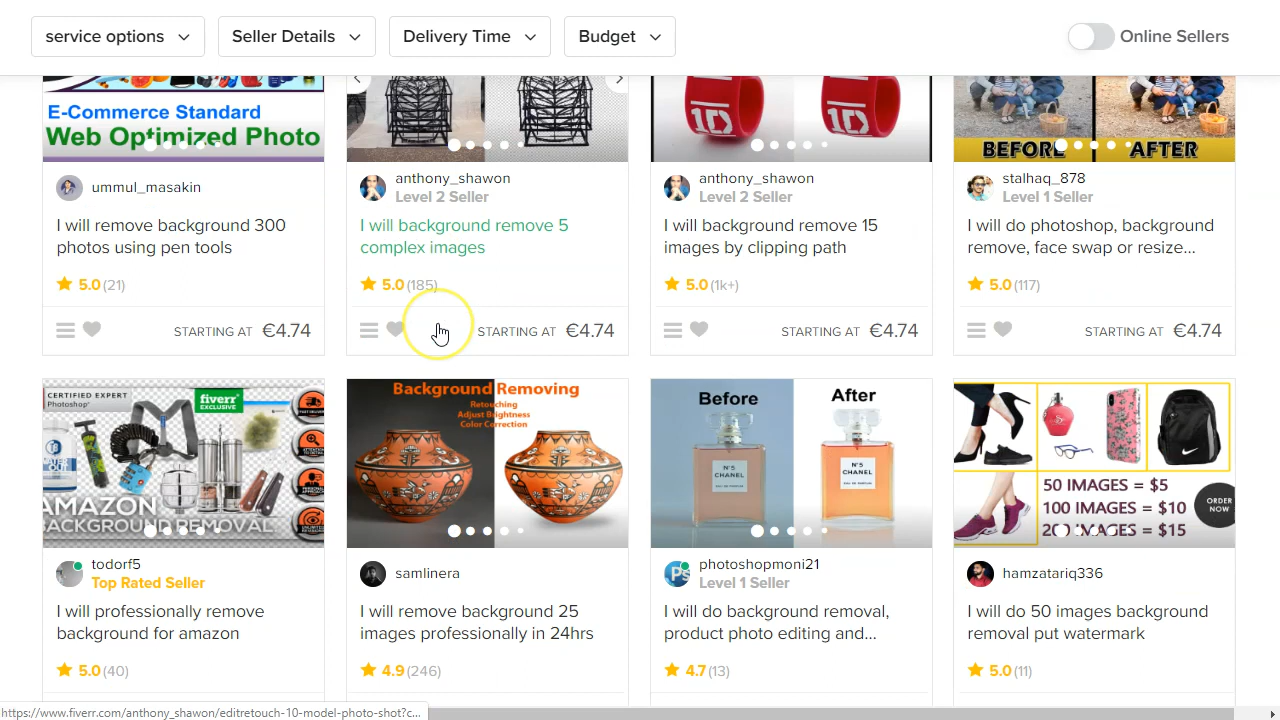 service options
Seller Details
Delivery Time
Budget
Online Sellers
E-Commerce Standard
Web Optimized Photo
1D
1D
BEFORE
AFTER
ummul_masakin
I will remove background 300
photos using pen tools
5.0 (21)
STARTING AT €4.74
anthony_shawon
Level 2 Seller
I will background remove 5
complex images
5.0 (185)
STARTING AT €4.74
anthony_shawon
Level 2 Seller
I will background remove 15
images by clipping path
5.0 (1k+)
STARTING AT €4.74
stalhaq_878
Level 1 Seller
I will do photoshop, background
remove, face swap or resize...
5.0 (117)
STARTING AT €4.74
CERTIFIED EXPERT
Photoshop
fiverr
EXCLUSIVE
AMAZON
BACKGROUND REMOVAL
todorf5
Top Rated Seller
I will professionally remove
background for amazon
5.0 (40)
Background Removing
Retouching
Adjust Brightness
Color Correction
samlinera
I will remove background 25
images professionally in 24hrs
4.9 (246)
Before
After
N°5
CHANEL
N°5
CHANEL
photoshopmoni21
Level 1 Seller
I will do background removal,
product photo editing and...
4.7 (13)
50 IMAGES = $5
100 IMAGES = $10
200 IMAGES = $15
ORDER
NOW
hamzatariq336
I will do 50 images background
removal put watermark
5.0 (11)
https://www.fiverr.com/anthony_shawon/editretouch-10-model-photo-shot?c...